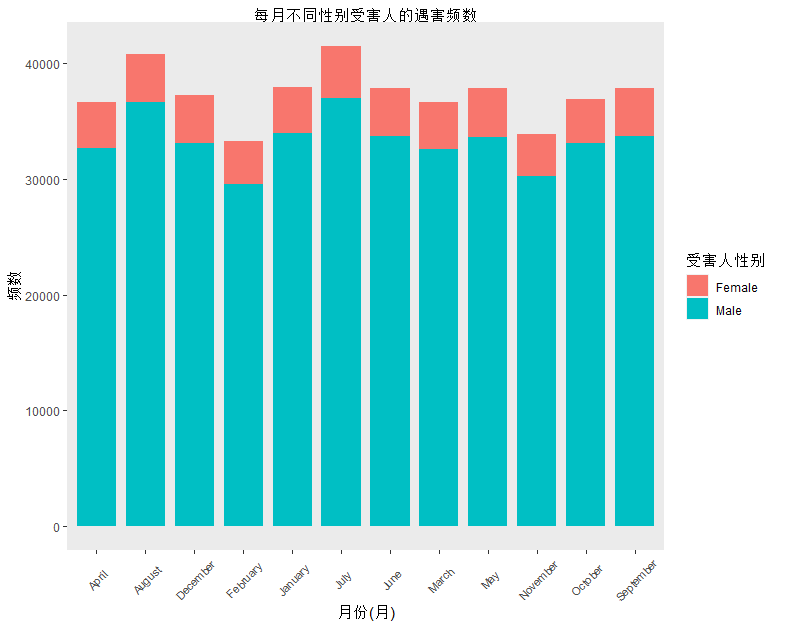 每月不同性别受害人的遇害频数
频数
40000
30000
20000
10000
0
April
August
December
February
January
July
June
March
May
November
October
September
月份(月)
受害人性别
Female
Male